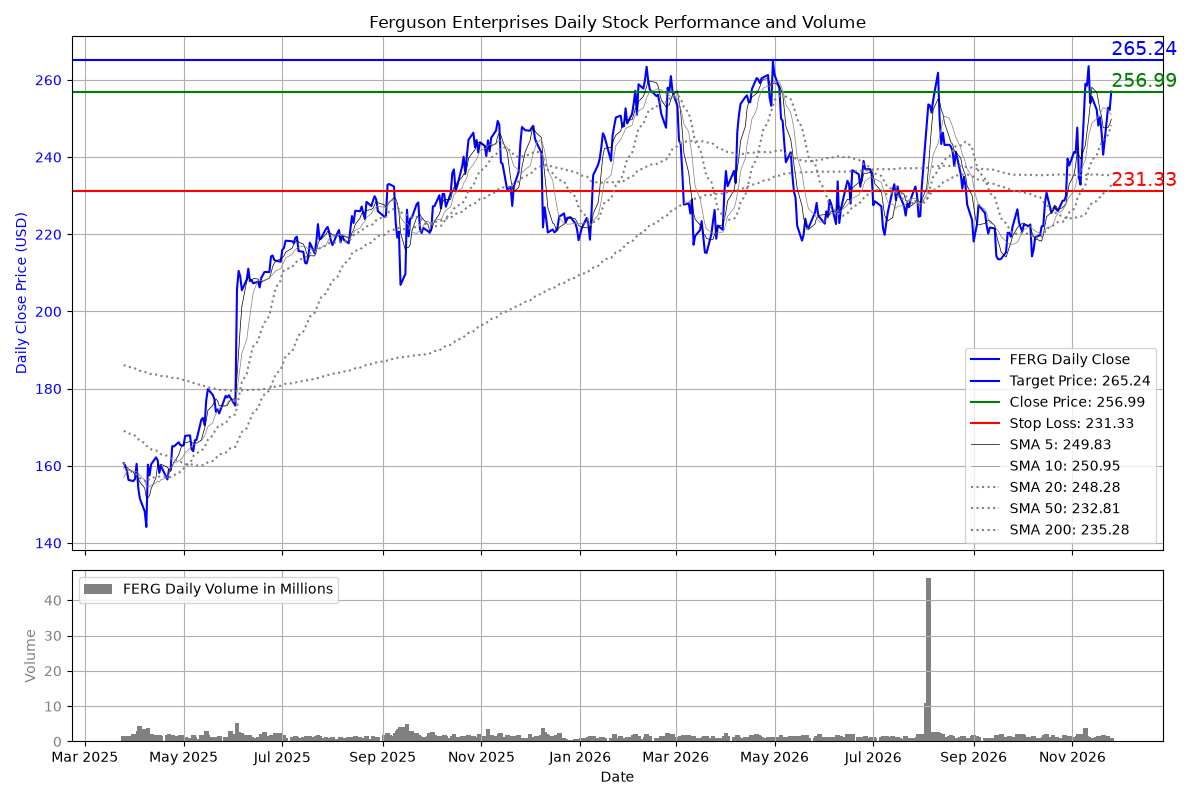 Ferguson Enterprises Daily Stock Performance and Volume
265.24
260
256.99
240
231.33
220
200
180
160
140
Daily Close Price (USD)
FERG Daily Close
Target Price: 265.24
Close Price: 256.99
Stop Loss: 231.33
SMA 5: 249.83
SMA 10: 250.95
SMA 20: 248.28
SMA 50: 232.81
SMA 200: 235.28
FERG Daily Volume in Millions
40
30
20
10
0
Volume
Mar 2025 May 2025 Jul 2025 Sep 2025 Nov 2025 Jan 2026 Mar 2026 May 2026 Jul 2026 Sep 2026 Nov 2026
Date